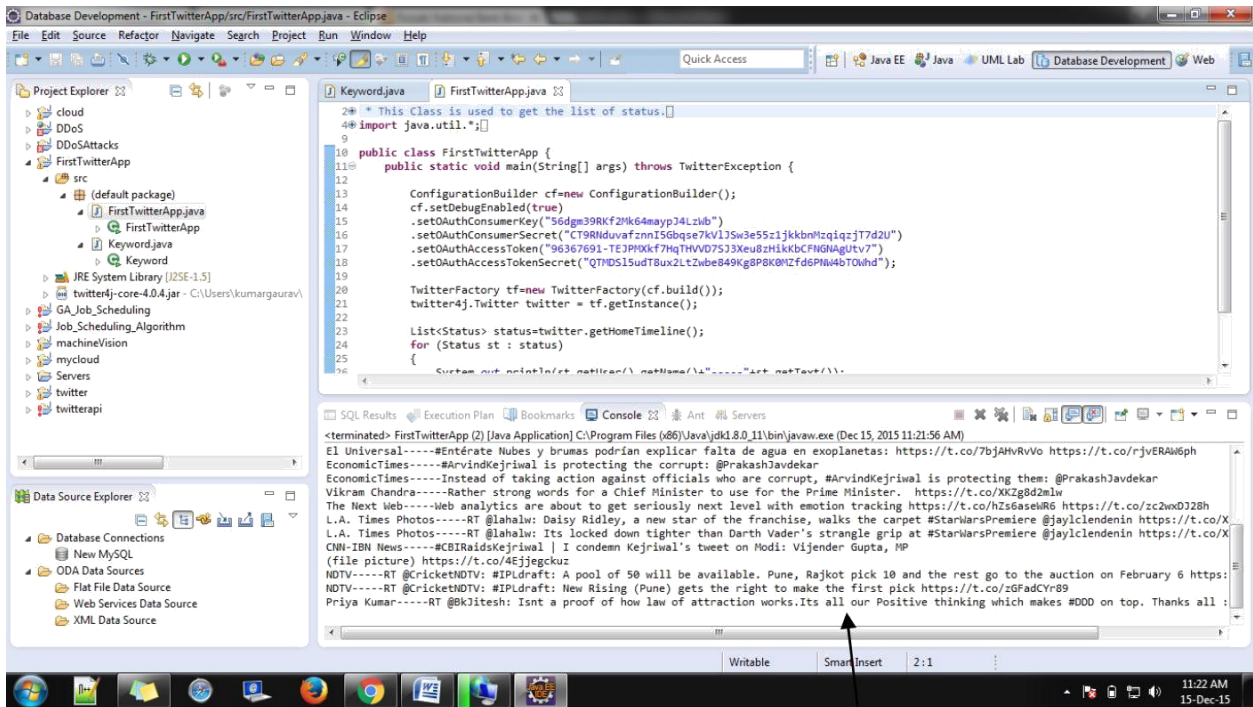 Database Development - FirstTwitterApp/src/FirstTwitterApp.java - Eclipse
File Edit Source Refactor Navigate Search Project Run Window Help
Quick Access Java EE Java UML Lab Database Development Web
Project Explorer
cloud
DDoS
DDoSAttacks
FirstTwitterApp
src
(default package)
FirstTwitterApp.java
FirstTwitterApp
Keyword.java
Keyword
JRE System Library [J2SE-1.5]
twitter4j-core-4.0.4.jar - C:\Users\kumargaurav\
GA_Job_Scheduling
Job_Scheduling_Algorithm
machineVision
mycloud
Servers
twitter
twitterapi
Keyword.java FirstTwitterApp.java
2 * This Class is used to get the list of status.
4 import java.util.*;
9
10 public class FirstTwitterApp {
11 public static void main(String[] args) throws TwitterException {
12
13 ConfigurationBuilder cf=new ConfigurationBuilder();
14 cf.setDebugEnabled(true)
15 .setOAuthConsumerKey("56dgm39RKf2Mk64maypJ4LzWb")
16 .setOAuthConsumerSecret("CT9RNduvafznnI5Gbqse7kVlJSw3e55z1jkkbnMzqiqzjT7d2U")
17 .setOAuthAccessToken("96367691-TEJPMXkf7HqTHVVD7SJ3Xeu8zHikKbCFNGNAgUtv7")
18 .setOAuthAccessTokenSecret("QTMDSl5udT8ux2LtZwbe849Kg8P8K0MZfd6PNW4bTOWhd");
19
20 TwitterFactory tf=new TwitterFactory(cf.build());
21 twitter4j.Twitter twitter = tf.getInstance();
22
23 List<Status> status=twitter.getHomeTimeline();
24 for (Status st : status)
25 {
26 System.out.println(st.getUser().getName()+"-----"+st.getText());
SQL Results Execution Plan Bookmarks Console Ant Servers
<terminated> FirstTwitterApp (2) [Java Application] C:\Program Files (x86)\Java\jdk1.8.0_11\bin\javaw.exe (Dec 15, 2015 11:21:56 AM)
El Universal-----#Entérate Nubes y brumas podrían explicar falta de agua en exoplanetas: https://t.co/7bjAHvRvVo https://t.co/rjvERAW6ph
EconomicTimes-----#ArvindKejriwal is protecting the corrupt: @PrakashJavdekar
EconomicTimes-----Instead of taking action against officials who are corrupt, #ArvindKejriwal is protecting them: @PrakashJavdekar
Vikram Chandra-----Rather strong words for a Chief Minister to use for the Prime Minister. https://t.co/XKZg8d2mlw
The Next Web-----Web analytics are about to get seriously next level with emotion tracking https://t.co/hZs6aseWR6 https://t.co/zc2wxDJ28h
L.A. Times Photos-----RT @lahalw: Daisy Ridley, a new star of the franchise, walks the carpet #StarWarsPremiere @jaylclendenin https://t.co/X
L.A. Times Photos-----RT @lahalw: Its locked down tighter than Darth Vader's strangle grip at #StarWarsPremiere @jaylclendenin https://t.co/X
CNN-IBN News-----#CBIRaidsKejriwal | I condemn Kejriwal's tweet on Modi: Vijender Gupta, MP
(file picture) https://t.co/4Ejjegckuz
NDTV-----RT @CricketNDTV: #IPLdraft: A pool of 50 will be available. Pune, Rajkot pick 10 and the rest go to the auction on February 6 https:
NDTV-----RT @CricketNDTV: #IPLdraft: New Rising (Pune) gets the right to make the first pick https://t.co/zGFadCYr89
Priya Kumar-----RT @BkJitesh: Isnt a proof of how law of attraction works.Its all our Positive thinking which makes #DDD on top. Thanks all :
Data Source Explorer
Database Connections
New MySQL
ODA Data Sources
Flat File Data Source
Web Services Data Source
XML Data Source
Writable Smart Insert 2:1
11:22 AM
15-Dec-15